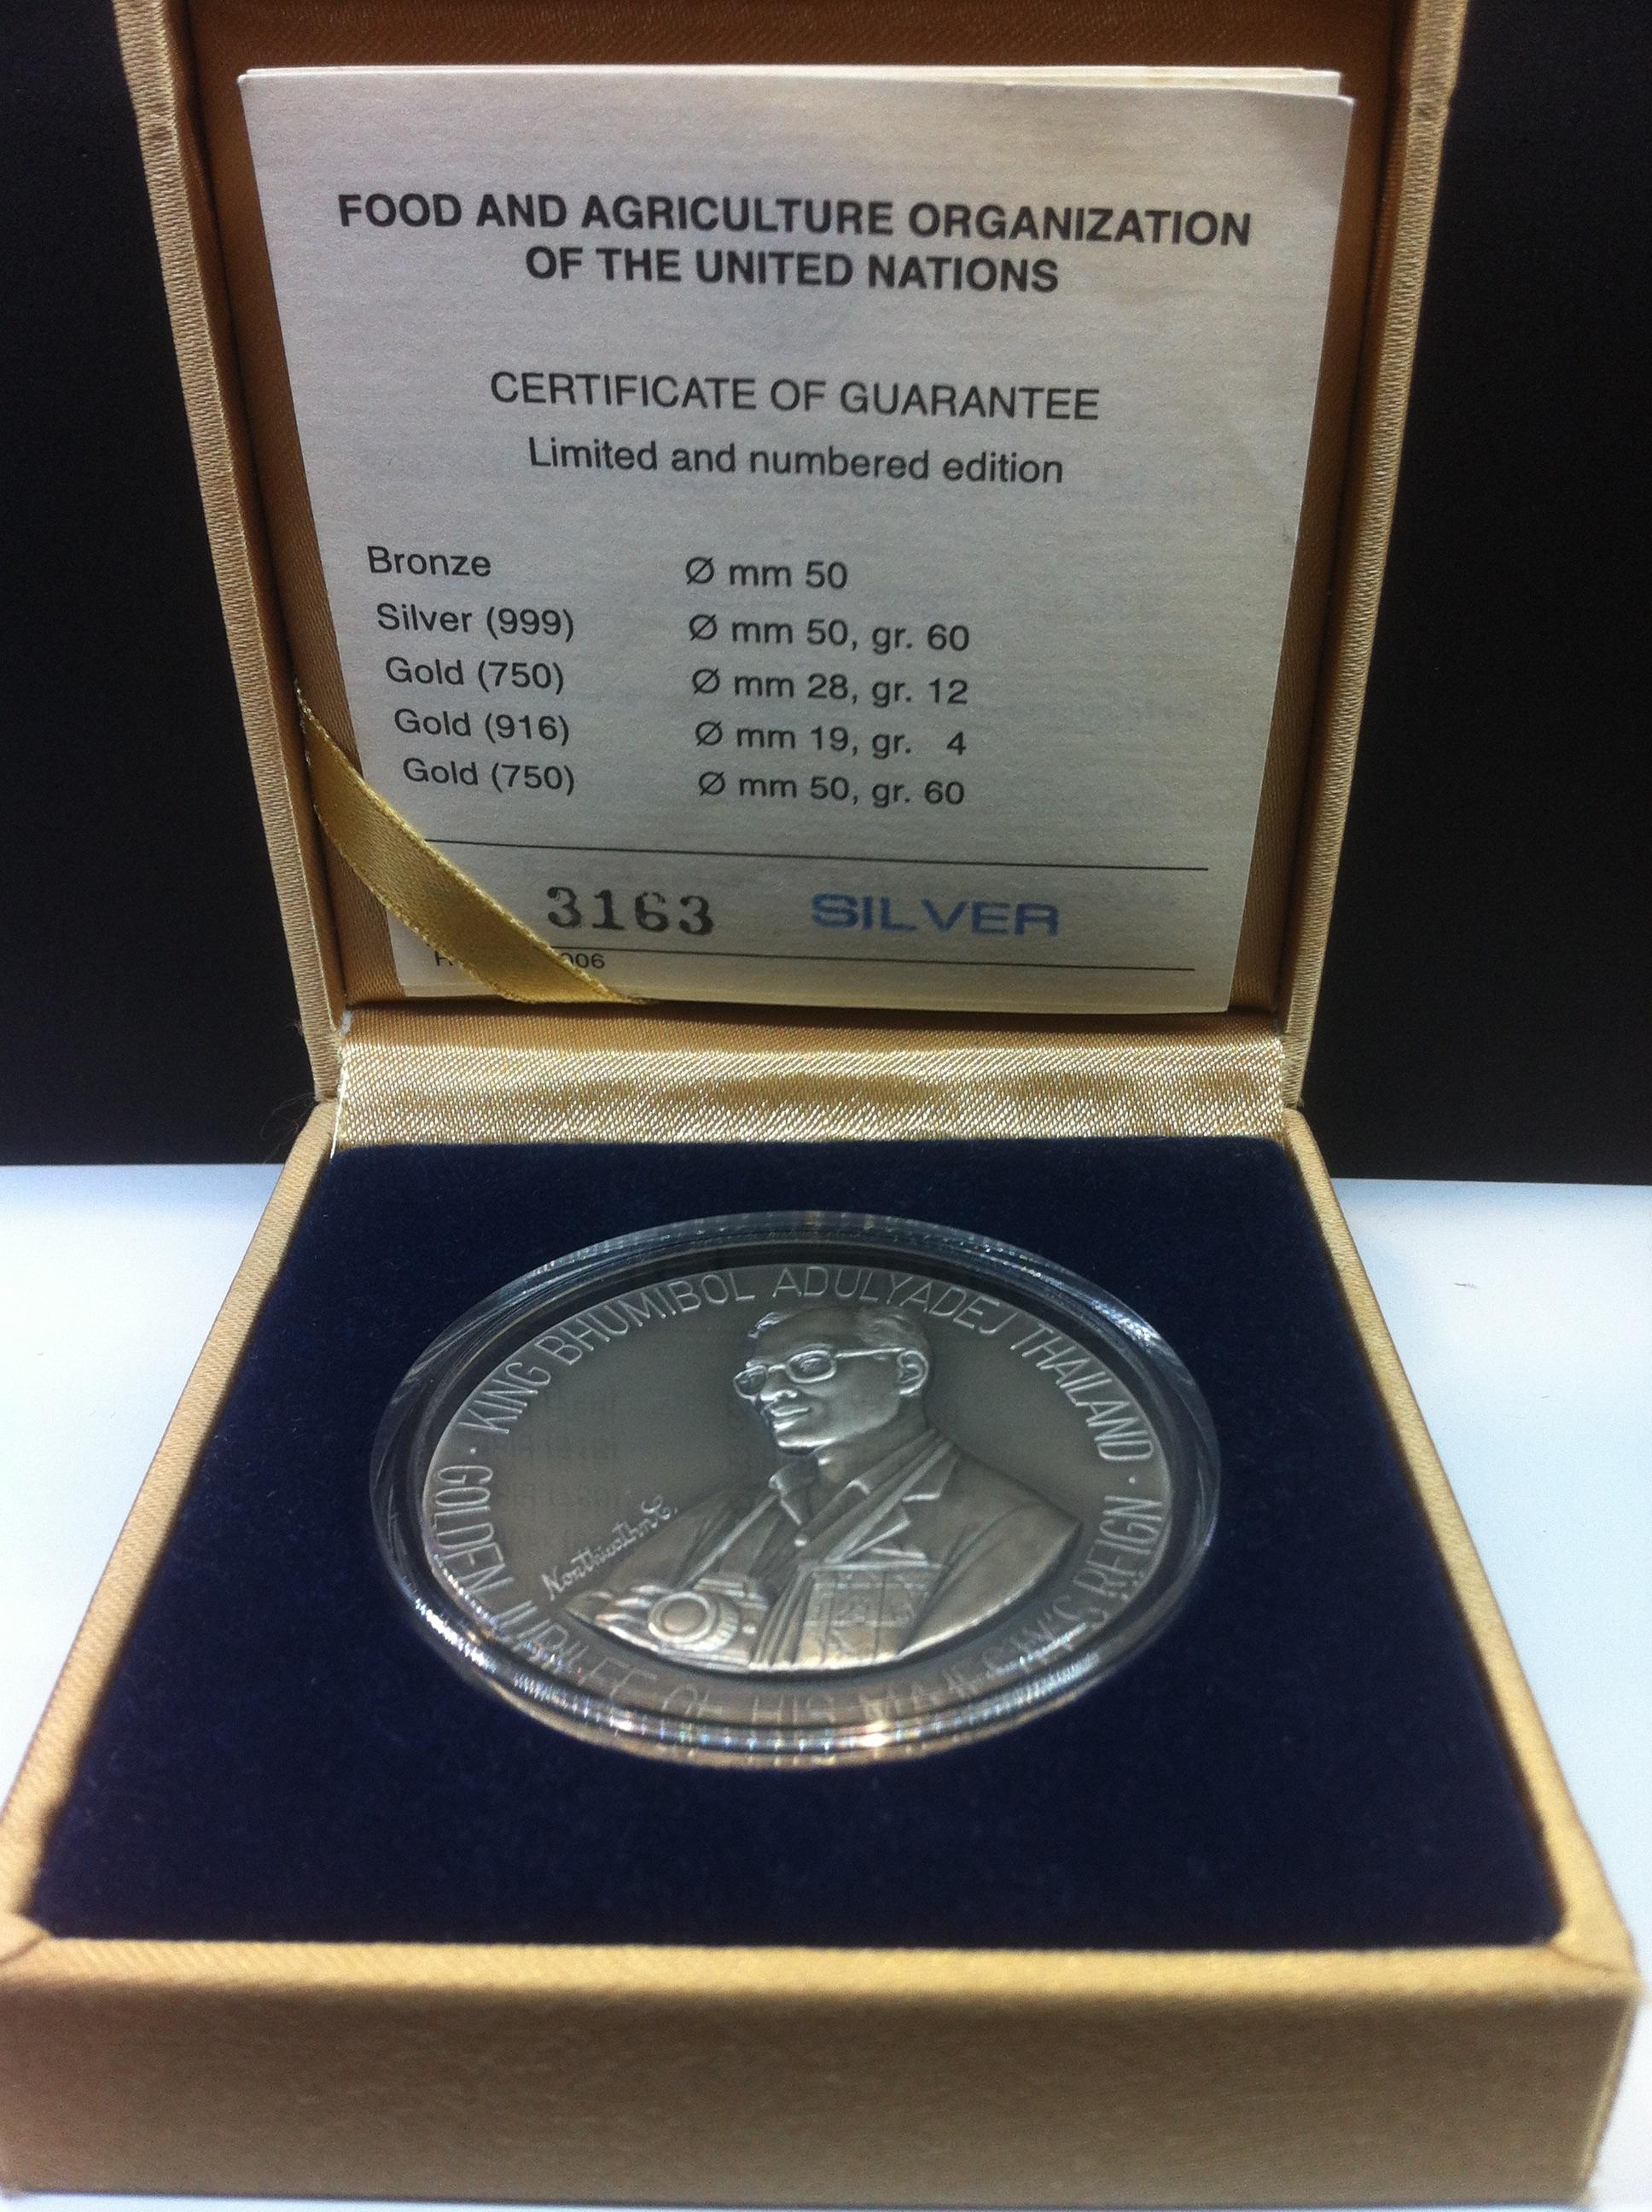 FOOD AND AGRICULTURE ORGANIZATION
OF THE UNITED NATIONS
CERTIFICATE OF GUARANTEE
Limited and numbered edition
Bronze Ø mm 50
Silver (999) Ø mm 50, gr. 60
Gold (750) Ø mm 28, gr. 12
Gold (916) Ø mm 19, gr. 4
Gold (750) Ø mm 50, gr. 60
3163 SILVER
KING BHUMIBOL ADULYADEJ THAILAND ·
GOLDEN JUBILEE OF HIS MAJESTY'S REIGN ·